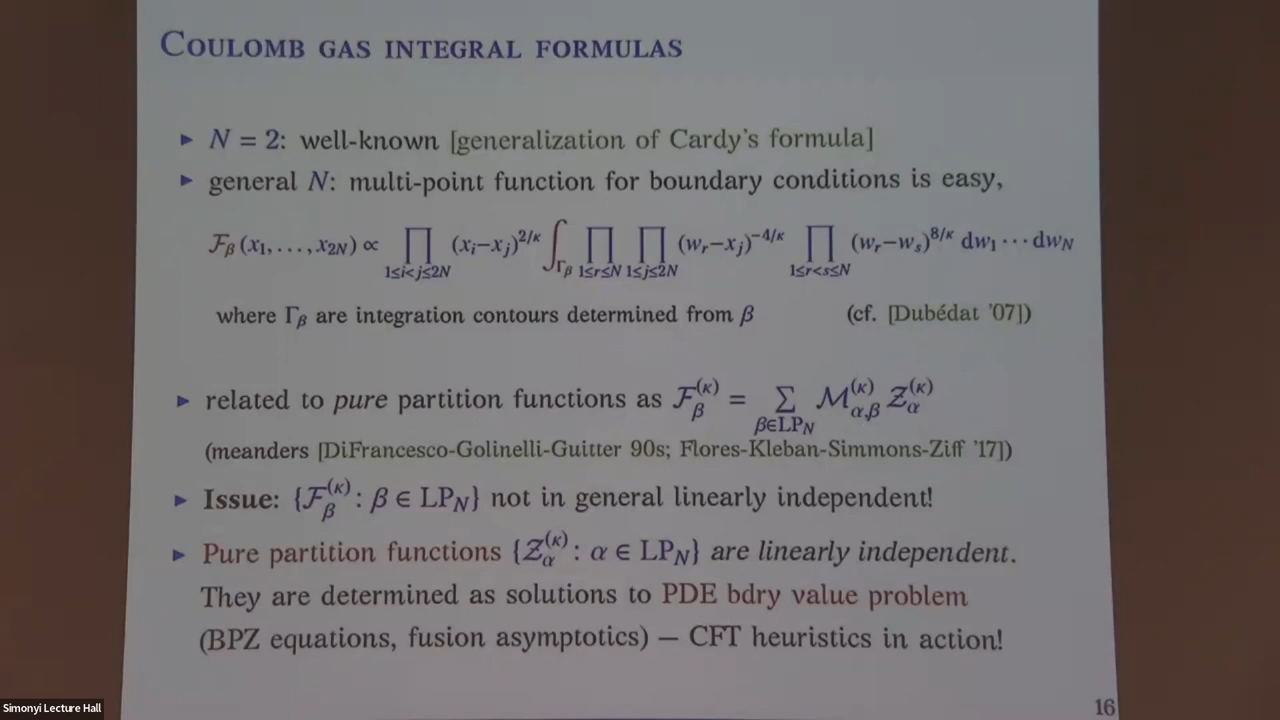 COULOMB GAS INTEGRAL FORMULAS
▸ N = 2: well-known [generalization of Cardy's formula]
▸ general N: multi-point function for boundary conditions is easy,
ℱ_β (x₁, …, x_{2N}) ∝ ∏_{1≤i<j≤2N} (x_i−x_j)^{2/κ} ∫_{Γ_β} ∏_{1≤r≤N} ∏_{1≤j≤2N} (w_r−x_j)^{−4/κ} ∏_{1≤r<s≤N} (w_r−w_s)^{8/κ} dw₁ ⋯ dw_N
where Γ_β are integration contours determined from β (cf. [Dubédat '07])
▸ related to pure partition functions as ℱ_β^{(κ)} = ∑_{β∈LP_N} ℳ_{α,β}^{(κ)} 𝒵_α^{(κ)}
(meanders [DiFrancesco-Golinelli-Guitter 90s; Flores-Kleban-Simmons-Ziff '17])
▸ Issue: {ℱ_β^{(κ)} : β ∈ LP_N} not in general linearly independent!
▸ Pure partition functions {𝒵_α^{(κ)} : α ∈ LP_N} are linearly independent.
They are determined as solutions to PDE bdry value problem
(BPZ equations, fusion asymptotics) — CFT heuristics in action!
16
Simonyi Lecture Hall